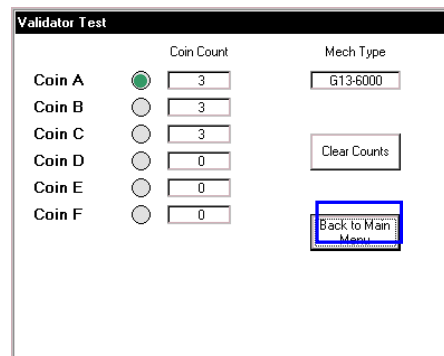 Validator Test
Coin Count Mech Type
Coin A 3 G13-6000
Coin B 3
Coin C 3
Coin D 0 Clear Counts
Coin E 0
Coin F 0
Back to Main
Menu